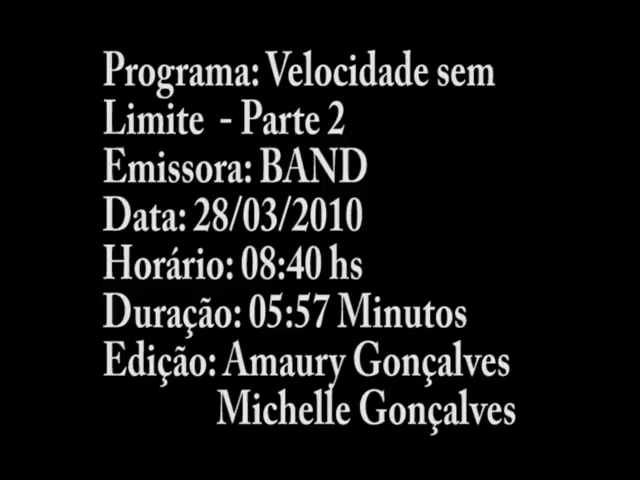 Programa: Velocidade sem
Limite - Parte 2
Emissora: BAND
Data: 28/03/2010
Horário: 08:40 hs
Duração: 05:57 Minutos
Edição: Amaury Gonçalves
Michelle Gonçalves